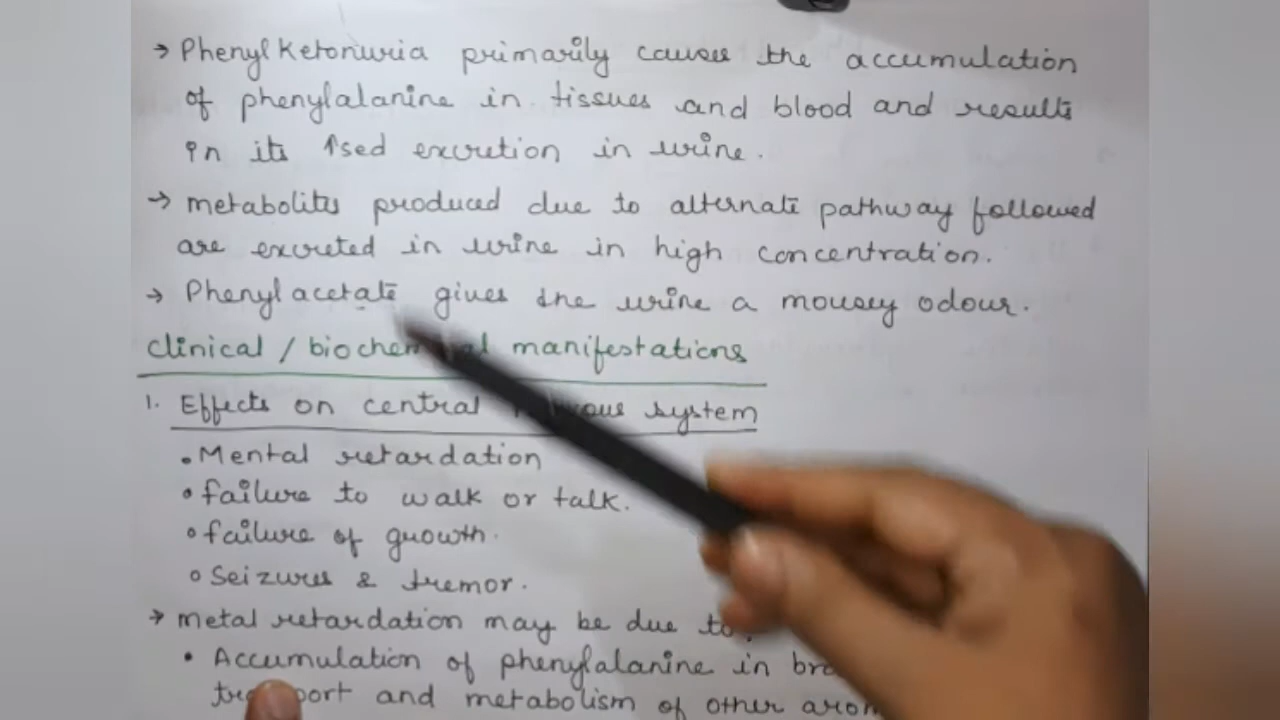 → Phenylketonuria primarily causes the accumulation
of phenylalanine in tissues and blood and results
in its ↑sed excretion in urine.
→ metabolites produced due to alternate pathway followed
are excreted in urine in high concentration.
→ Phenylacetate gives the urine a mousey odour.
clinical / biochemical manifestations
1. Effects on central nervous system
• Mental retardation
• failure to walk or talk.
• failure of growth.
• Seizures & tremor.
→ metal retardation may be due to
• Accumulation of phenylalanine in
and metabolism of other